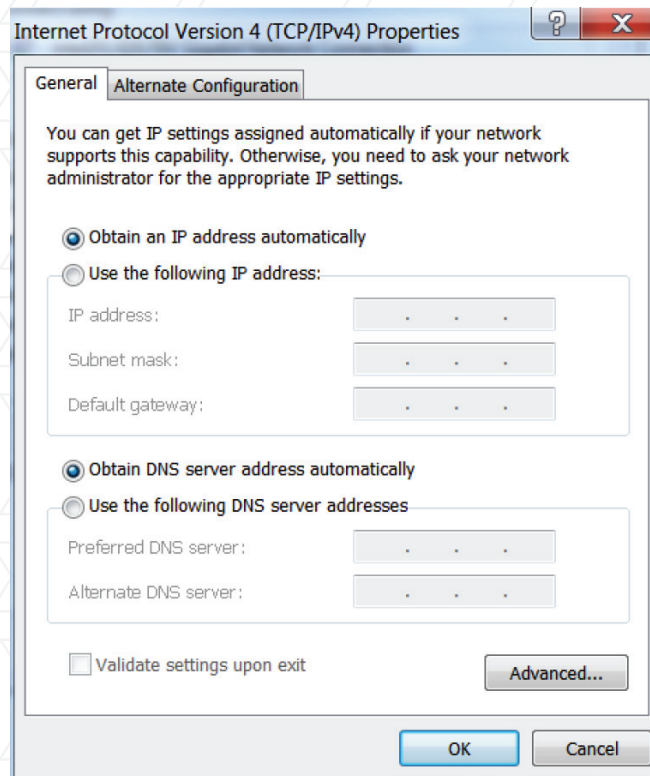 Internet Protocol Version 4 (TCP/IPv4) Properties
General
Alternate Configuration
You can get IP settings assigned automatically if your network
supports this capability. Otherwise, you need to ask your network
administrator for the appropriate IP settings.
Obtain an IP address automatically
Use the following IP address:
IP address:
Subnet mask:
Default gateway:
Obtain DNS server address automatically
Use the following DNS server addresses
Preferred DNS server:
Alternate DNS server:
Validate settings upon exit
Advanced...
OK
Cancel